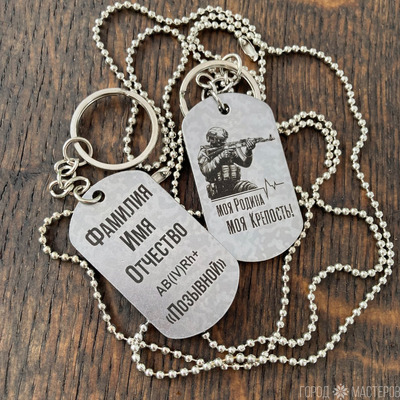 ФАМИЛИЯ
ИМЯ
ОТЧЕСТВО
AB(IV)Rh+
«ПОЗЫВНОЙ»
МОЯ РОДИНА
МОЯ КРЕПОСТЬ!
ГОРОД МАСТЕРОВ